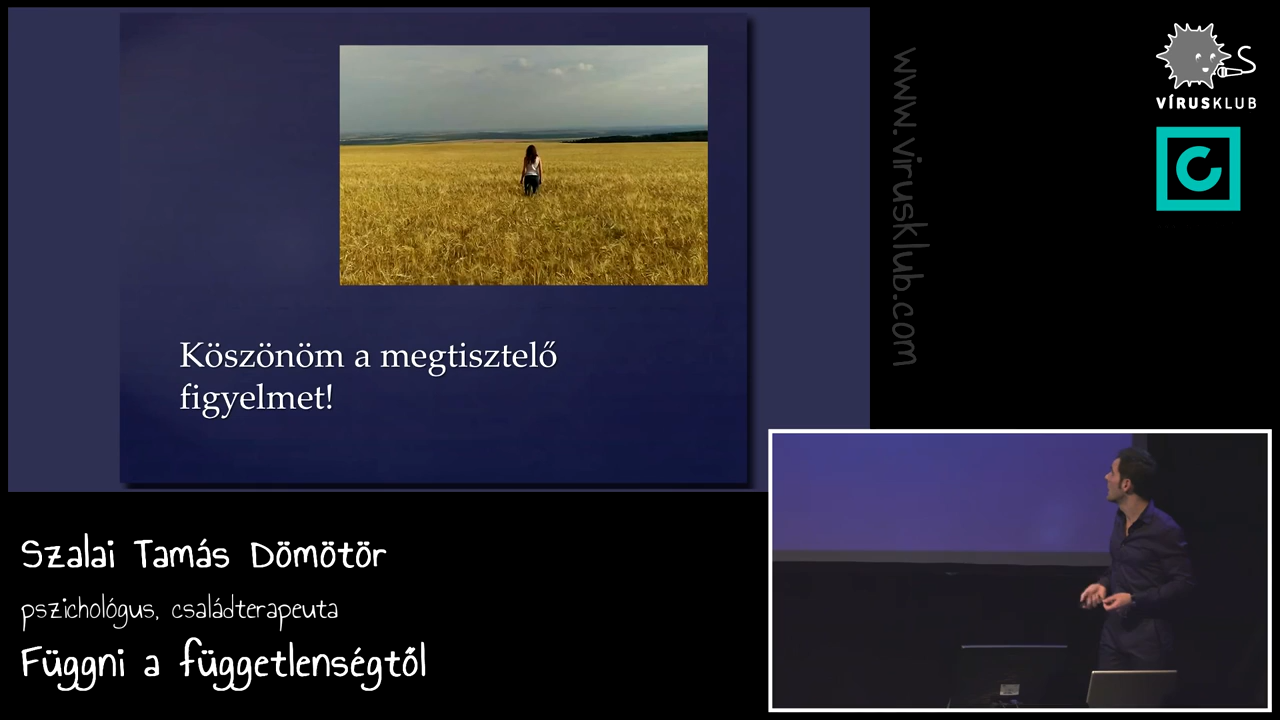 Köszönöm a megtisztelő
figyelmet!
www.virusklub.com
VÍRUSKLUB
Szalai Tamás Dömötör
pszichológus, családterapeuta
Függni a függetlenségtől